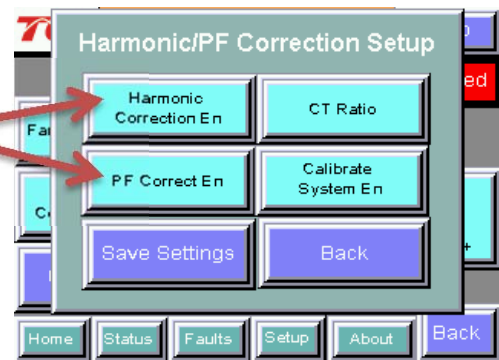 Harmonic/PF Correction Setup
Harmonic
Correction En
CT Ratio
PF Correct En
Calibrate
System En
Save Settings
Back
Home
Status
Faults
Setup
About
Back